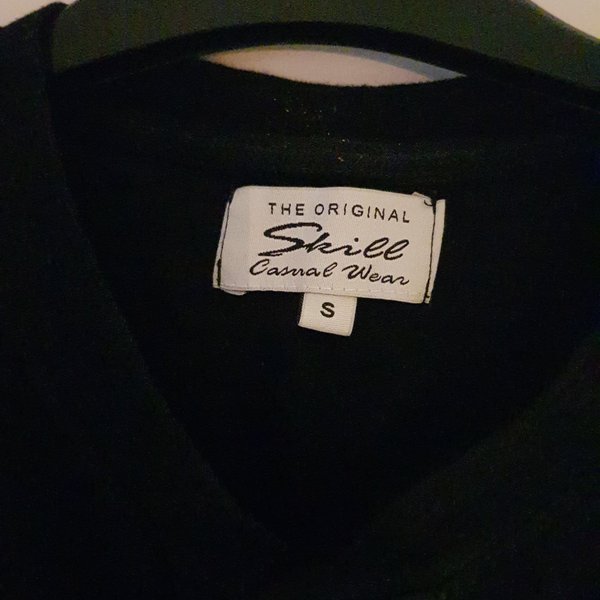 THE ORIGINAL
Skill
Casual Wear
S